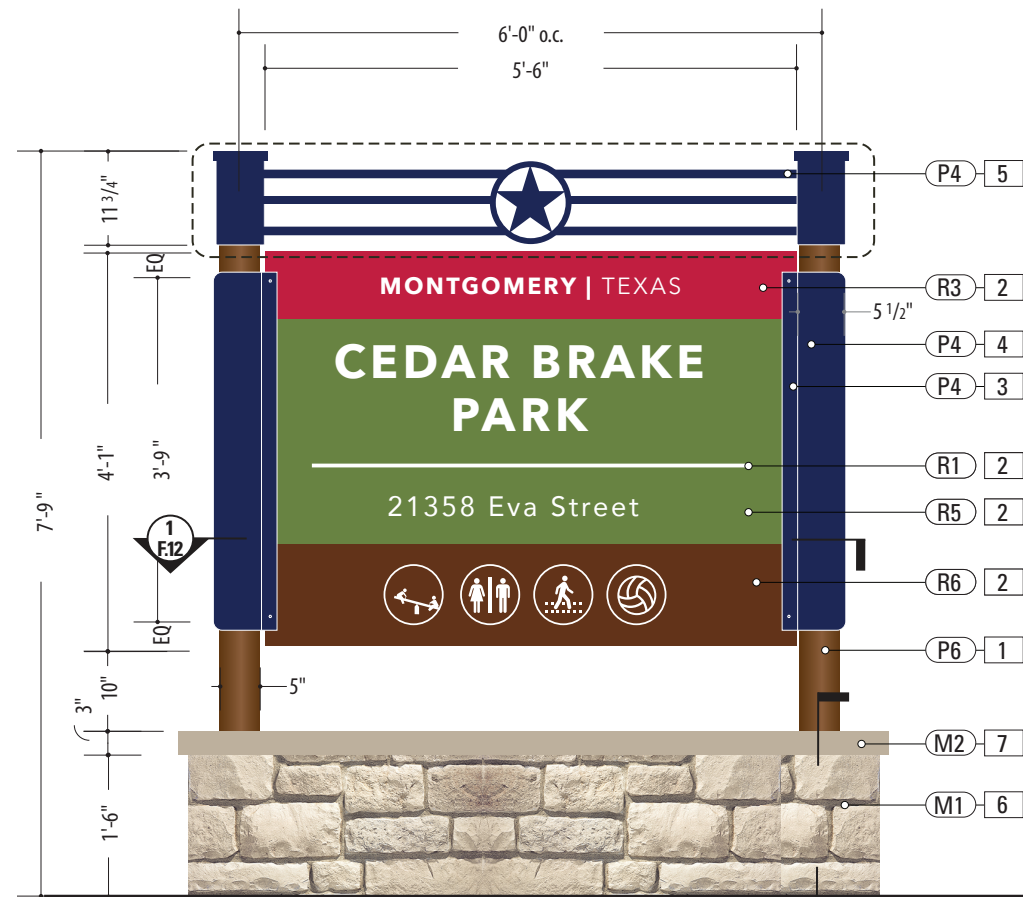 6'-0" o.c.
5'-6"
11 3/4"
EQ
4'-1"
3'-9"
7'-9"
1
F.12
EQ
10"
3"
1'-6"
5"
5 1/2"
MONTGOMERY | TEXAS
CEDAR BRAKE
PARK
21358 Eva Street
P4 5
R3 2
P4 4
P4 3
R1 2
R5 2
R6 2
P6 1
M2 7
M1 6